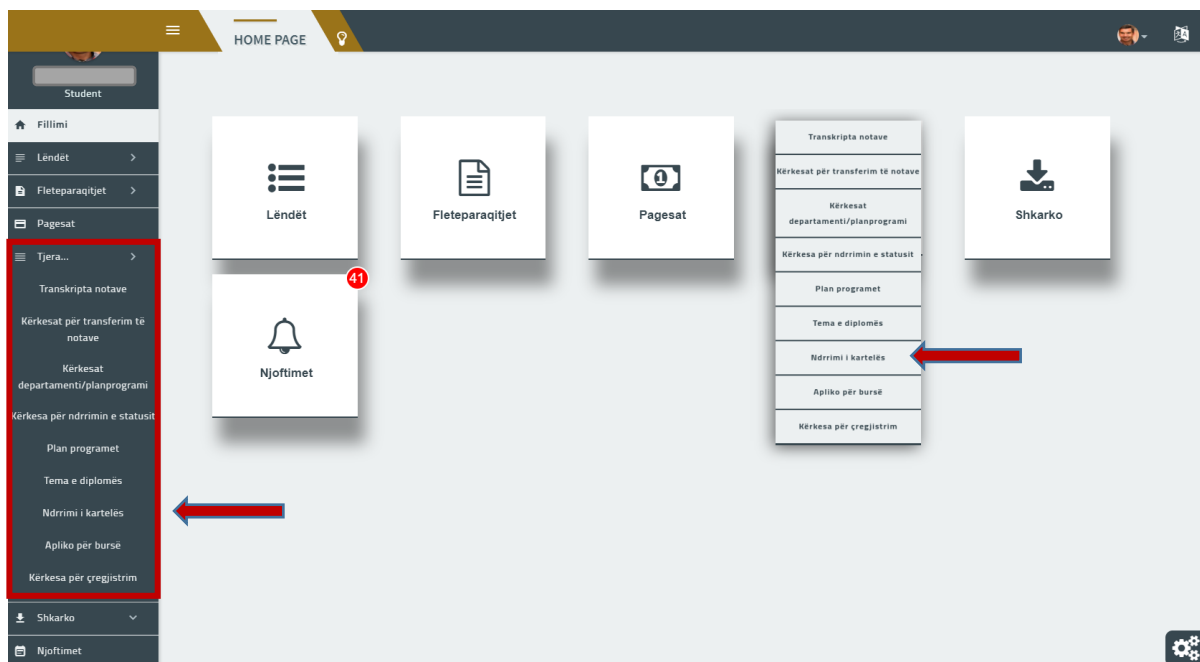 HOME PAGE
Student
Fillimi
Lëndët
Fleteparaqitjet
Pagesat
Tjera...
Transkripta notave
Kërkesat për transferim të
notave
Kërkesat
departamenti/planprogrami
Kërkesa për ndrrimin e statusit
Plan programet
Tema e diplomës
Ndrrimi i kartelës
Apliko për bursë
Kërkesa për çregjistrim
Shkarko
Njoftimet
Lëndët
Fleteparaqitjet
Pagesat
Transkripta notave
Kërkesat për transferim të notave
Kërkesat
departamenti/planprogrami
Kërkesa për ndrrimin e statusit
Plan programet
Tema e diplomës
Ndrrimi i kartelës
Apliko për bursë
Kërkesa për çregjistrim
Shkarko
41
Njoftimet